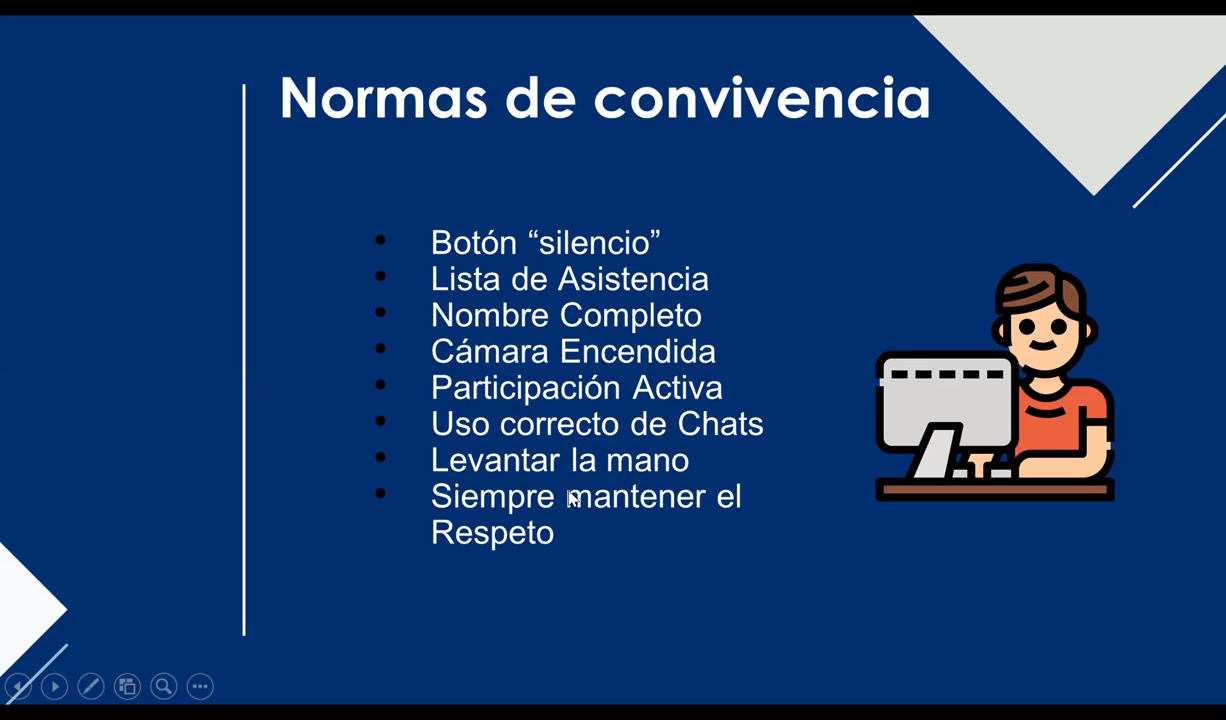 Normas de convivencia
• Botón “silencio”
• Lista de Asistencia
• Nombre Completo
• Cámara Encendida
• Participación Activa
• Uso correcto de Chats
• Levantar la mano
• Siempre mantener el
Respeto